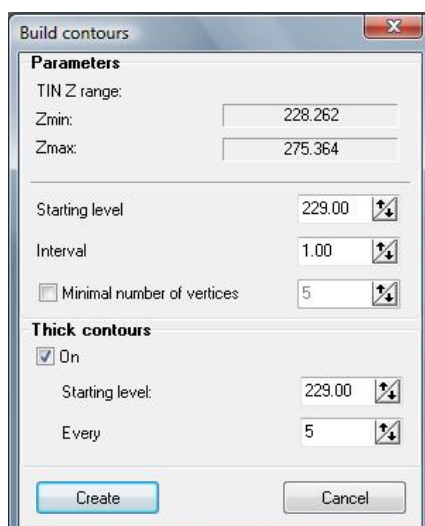 Build contours
Parameters
TIN Z range:
Zmin: 228.262
Zmax: 275.364
Starting level 229.00
Interval 1.00
Minimal number of vertices 5
Thick contours
On
Starting level: 229.00
Every 5
Create Cancel